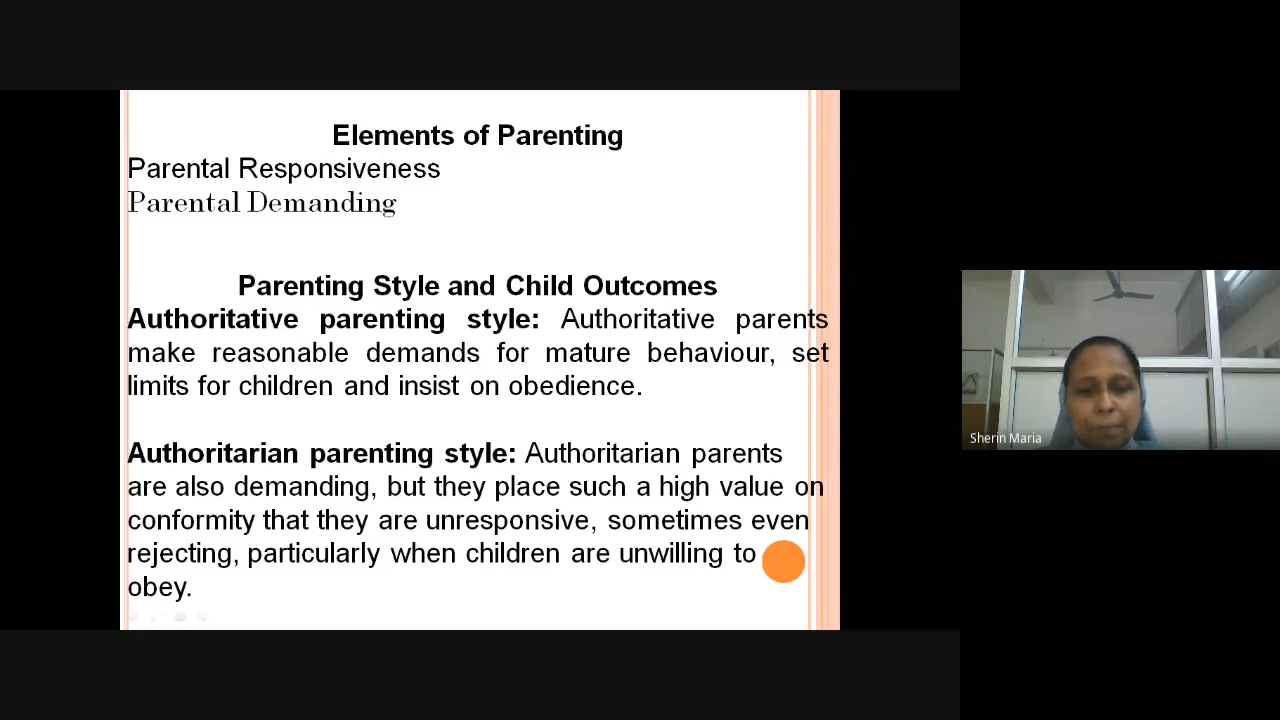 Elements of Parenting
Parental Responsiveness
Parental Demanding
Parenting Style and Child Outcomes
Authoritative parenting style: Authoritative parents
make reasonable demands for mature behaviour, set
limits for children and insist on obedience.
Authoritarian parenting style: Authoritarian parents
are also demanding, but they place such a high value on
conformity that they are unresponsive, sometimes even
rejecting, particularly when children are unwilling to
obey.
Sherin Maria